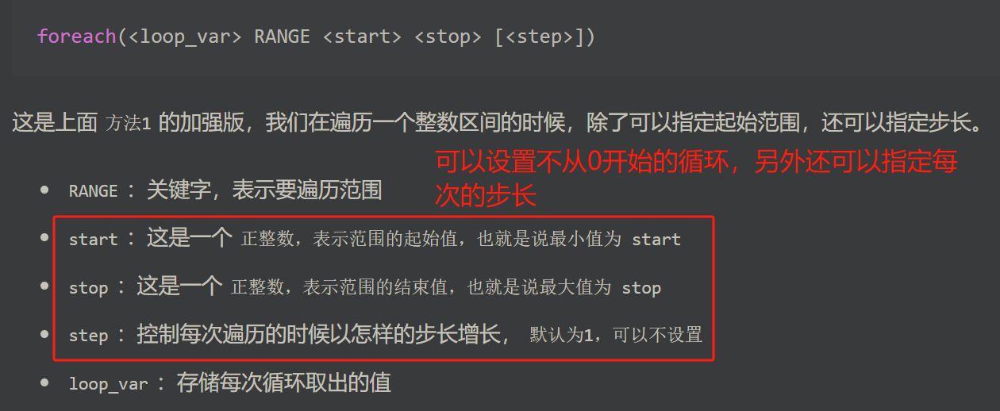 foreach(<loop_var> RANGE <start> <stop> [<step>])
这是上面 方法1 的加强版，我们在遍历一个整数区间的时候，除了可以指定起始范围，还可以指定步长。
可以设置不从0开始的循环，另外还可以指定每
次的步长
RANGE ：关键字，表示要遍历范围
start ：这是一个 正整数，表示范围的起始值，也就是说最小值为 start
stop ：这是一个 正整数，表示范围的结束值，也就是说最大值为 stop
step ：控制每次遍历的时候以怎样的步长增长， 默认为1，可以不设置
loop_var ：存储每次循环取出的值